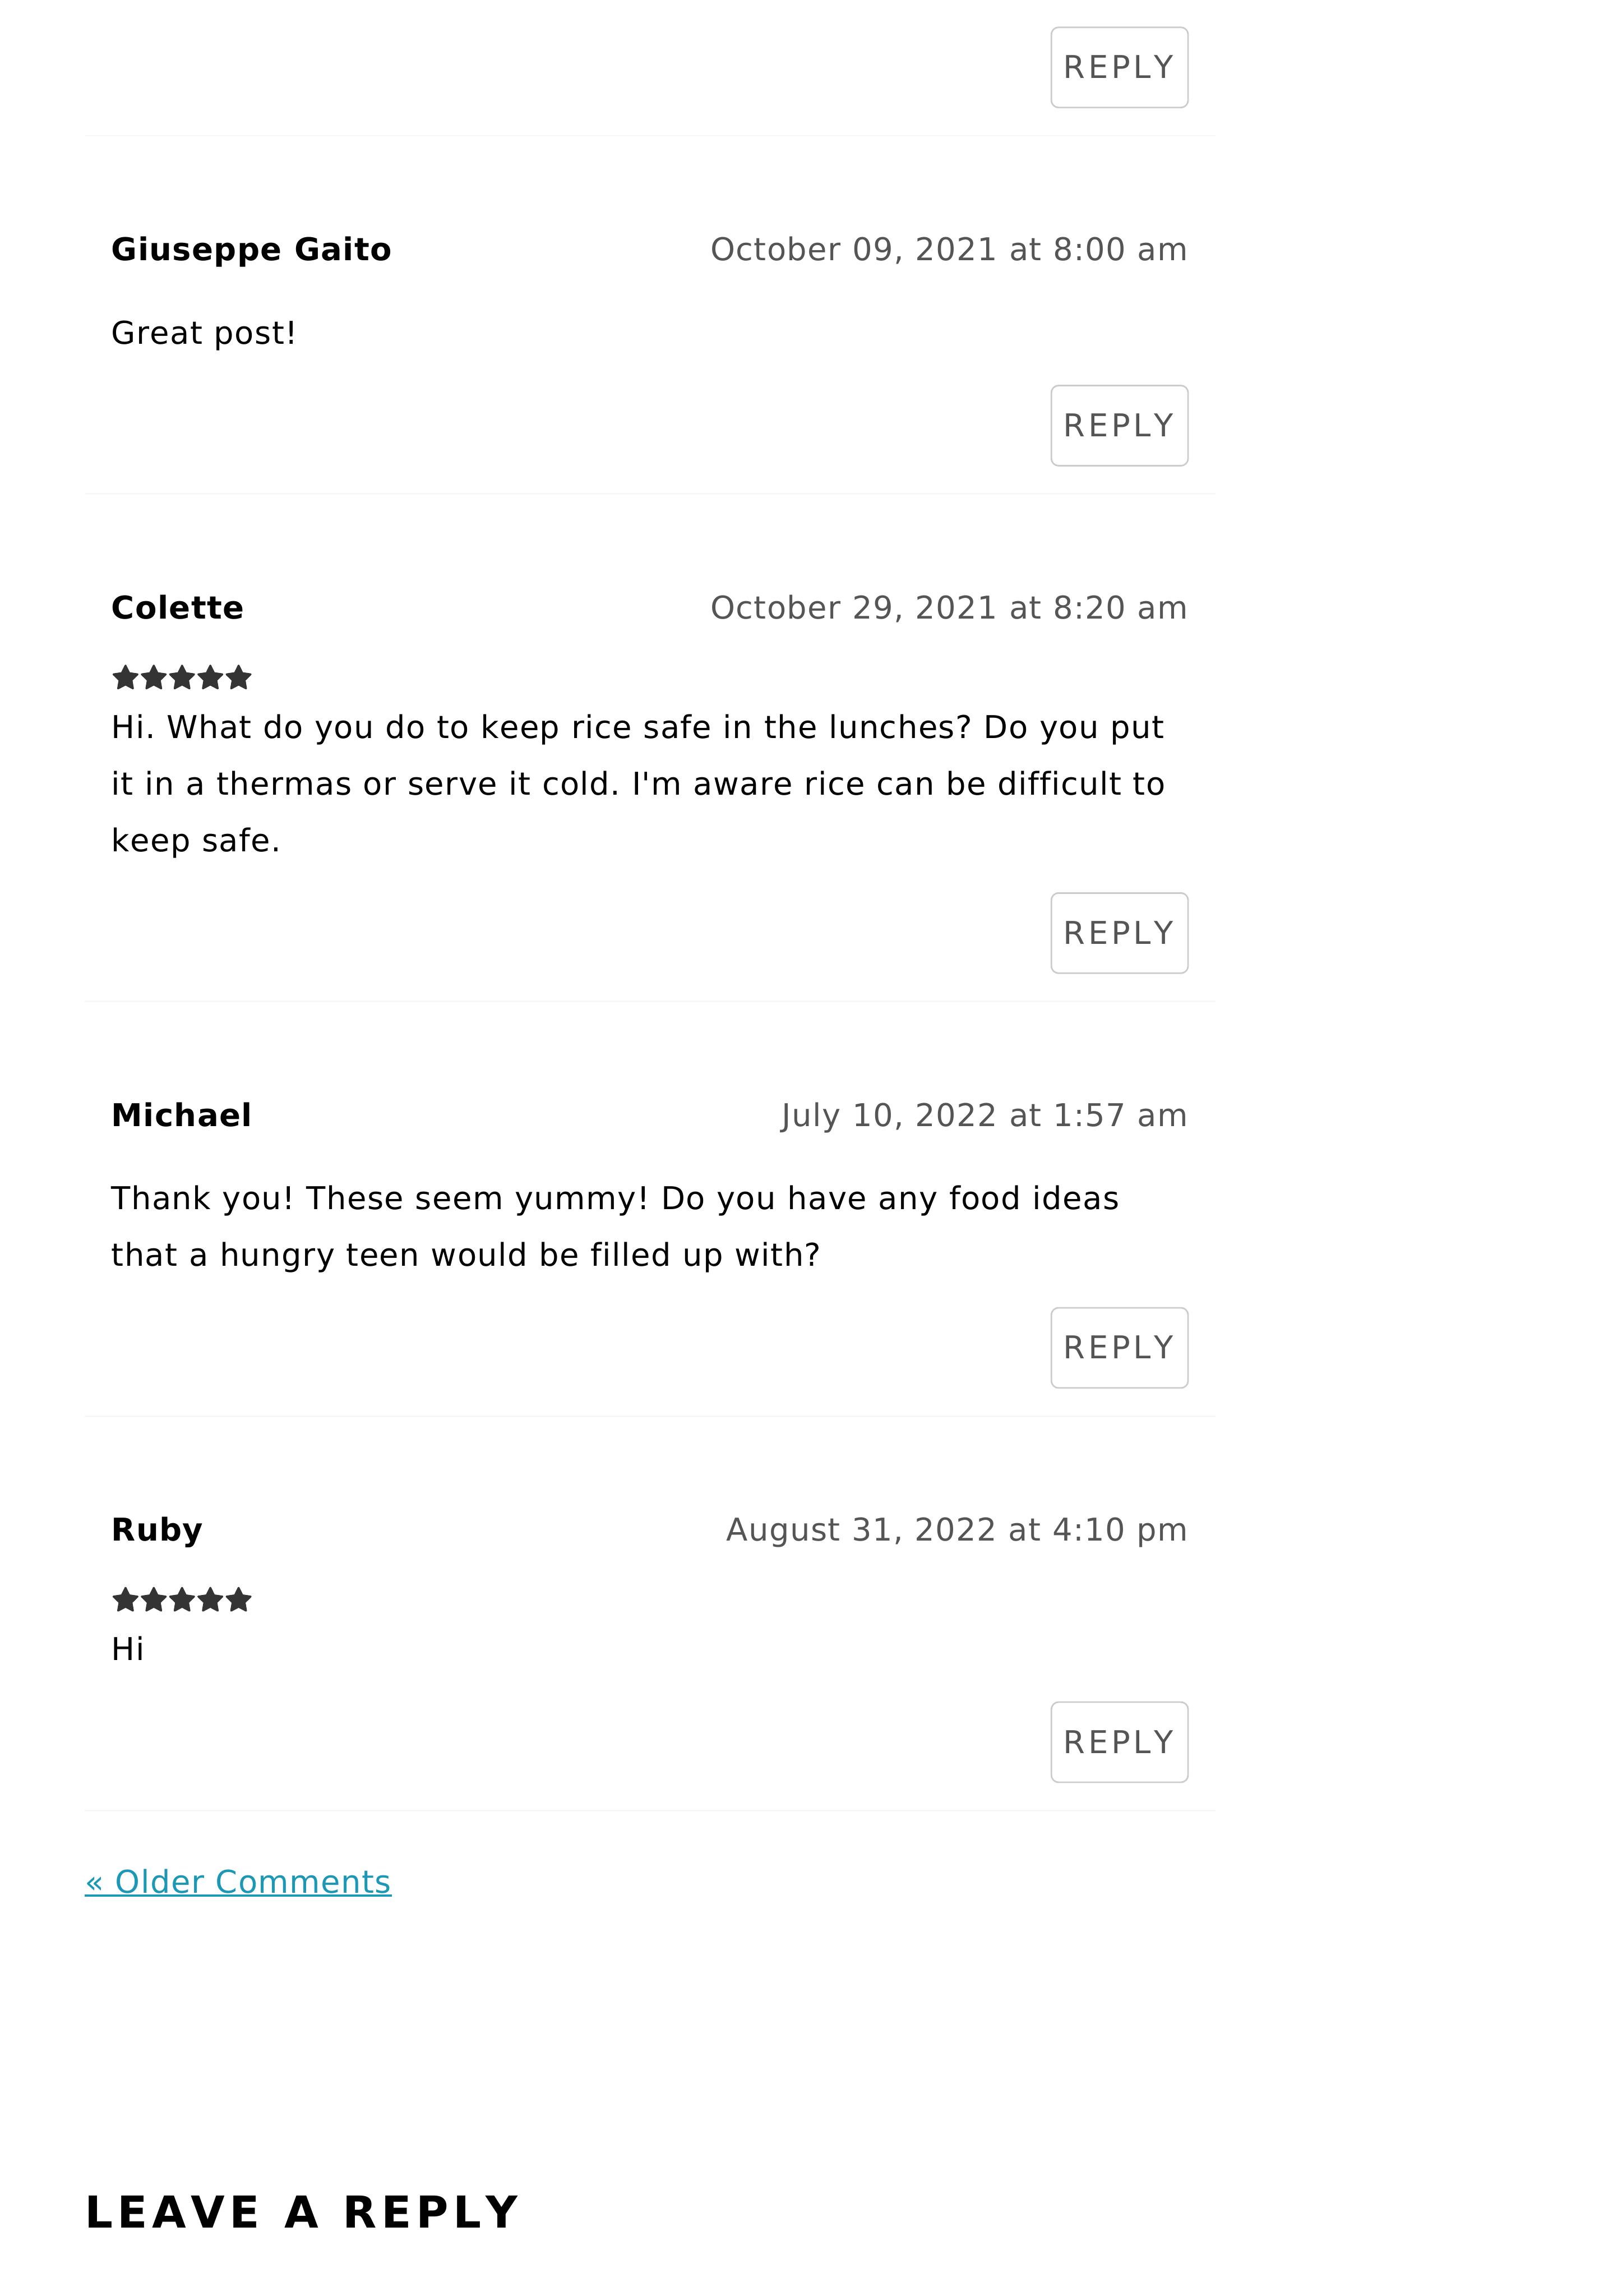 REPLY
Giuseppe Gaito
October 09, 2021 at 8:00 am
Great post!
REPLY
Colette
October 29, 2021 at 8:20 am
Hi. What do you do to keep rice safe in the lunches? Do you put
it in a thermas or serve it cold. I'm aware rice can be difficult to
keep safe.
REPLY
Michael
July 10, 2022 at 1:57 am
Thank you! These seem yummy! Do you have any food ideas
that a hungry teen would be filled up with?
REPLY
Ruby
August 31, 2022 at 4:10 pm
Hi
REPLY
« Older Comments
LEAVE A REPLY